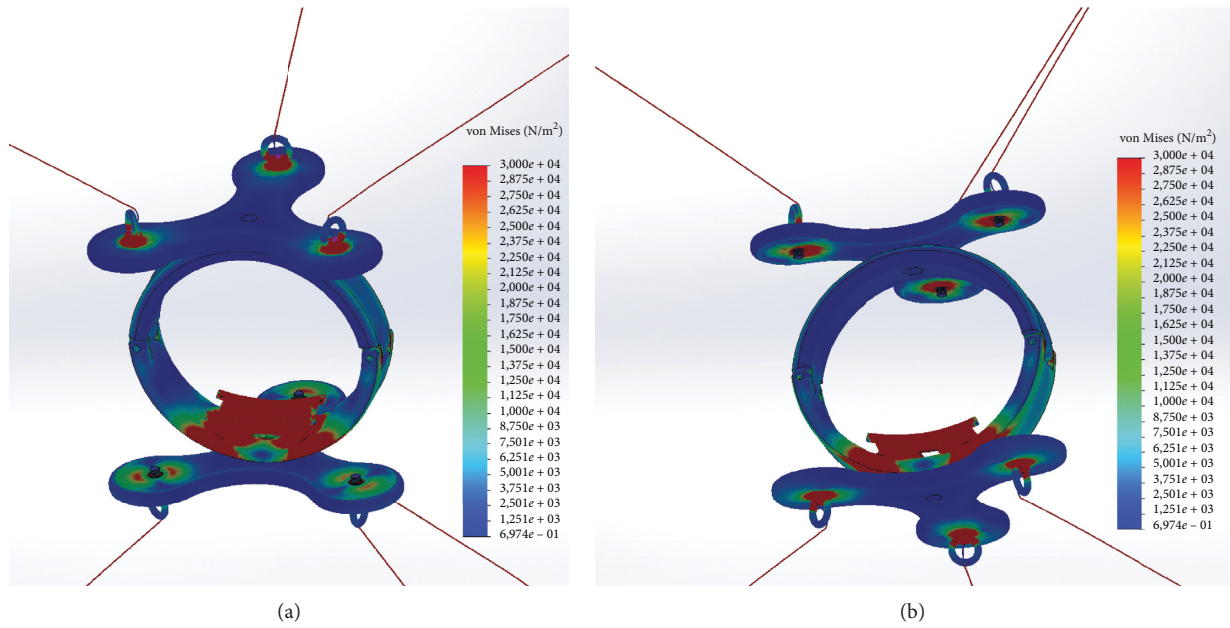 von Mises (N/m²)
3,000e + 04
2,875e + 04
2,750e + 04
2,625e + 04
2,500e + 04
2,375e + 04
2,250e + 04
2,125e + 04
2,000e + 04
1,875e + 04
1,750e + 04
1,625e + 04
1,500e + 04
1,375e + 04
1,250e + 04
1,125e + 04
1,000e + 04
8,750e + 03
7,501e + 03
6,251e + 03
5,001e + 03
3,751e + 03
2,501e + 03
1,251e + 03
6,974e – 01
(a)
von Mises (N/m²)
3,000e + 04
2,875e + 04
2,750e + 04
2,625e + 04
2,500e + 04
2,375e + 04
2,250e + 04
2,125e + 04
2,000e + 04
1,875e + 04
1,750e + 04
1,625e + 04
1,500e + 04
1,375e + 04
1,250e + 04
1,125e + 04
1,000e + 04
8,750e + 03
7,501e + 03
6,251e + 03
5,001e + 03
3,751e + 03
2,501e + 03
1,251e + 03
6,974e – 01
(b)